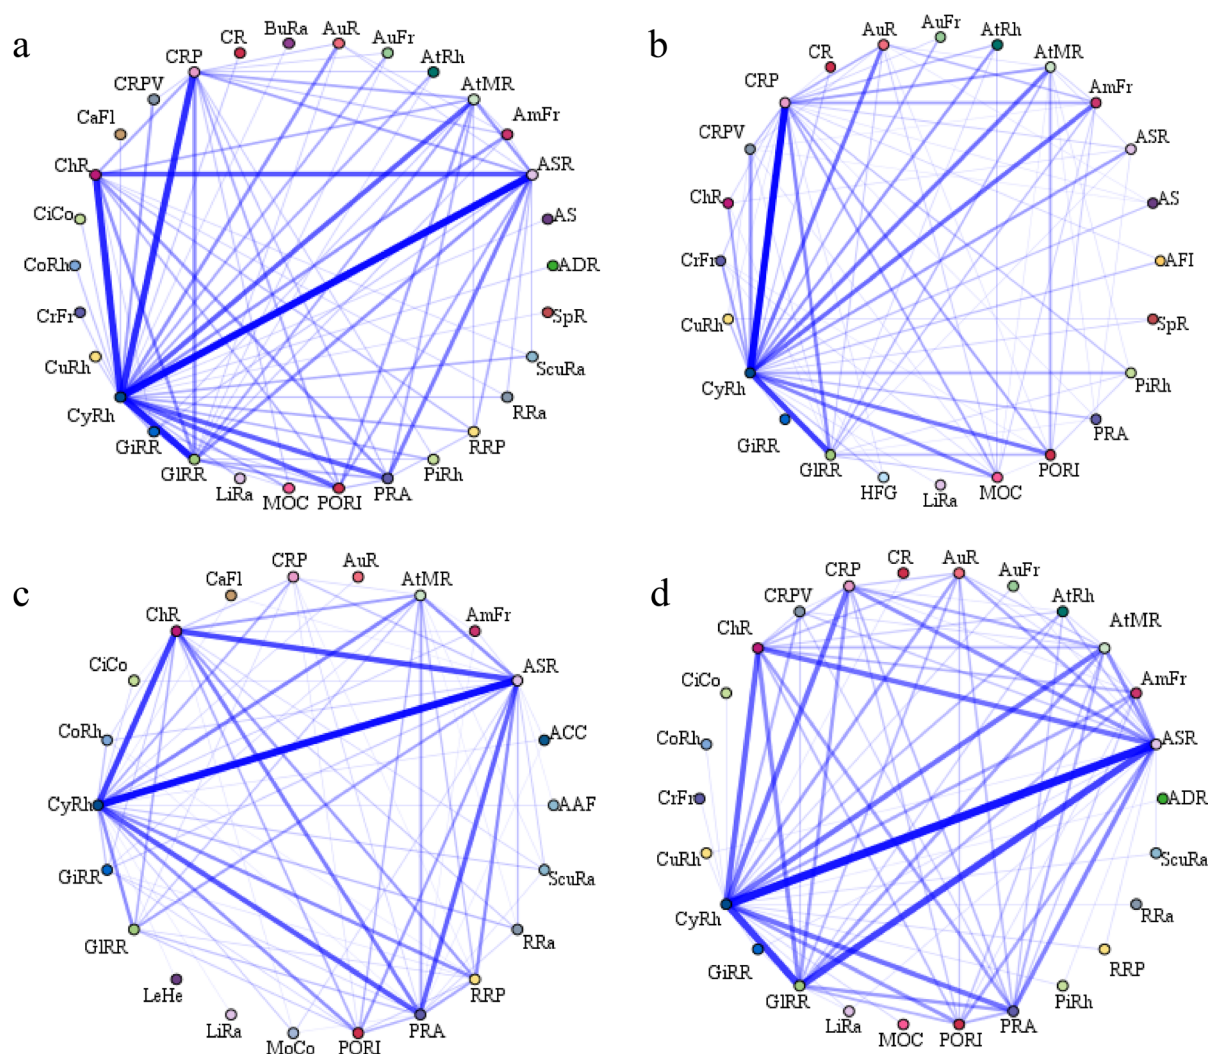 a
BuRa
CR
AuR
CRP
AuFr
AtRh
CRPV
AtMR
CaFl
AmFr
ChR
ASR
CiCo
AS
CoRh
ADR
CrFr
SpR
CuRh
ScuRa
CyRh
RRa
GiRR
RRP
GlRR
PiRh
LiRa
MOC
PORI
PRA
b
AuFr
AuR
AtRh
CR
AtMR
CRP
AmFr
CRPV
ASR
ChR
AS
CrFr
AFI
CuRh
SpR
CyRh
PiRh
GiRR
PRA
GlRR
PORI
HFG
LiRa
MOC
c
CRP
AuR
CaFl
AtMR
ChR
AmFr
CiCo
ASR
CoRh
ACC
CyRh
AAF
GiRR
ScuRa
GlRR
RRa
LeHe
RRP
LiRa
MoCo
PORI
PRA
d
CR
AuR
CRP
AuFr
CRPV
AtRh
ChR
AtMR
CiCo
AmFr
CoRh
ASR
CrFr
ADR
CuRh
ScuRa
CyRh
RRa
GiRR
RRP
GlRR
PiRh
LiRa
MOC
PORI
PRA